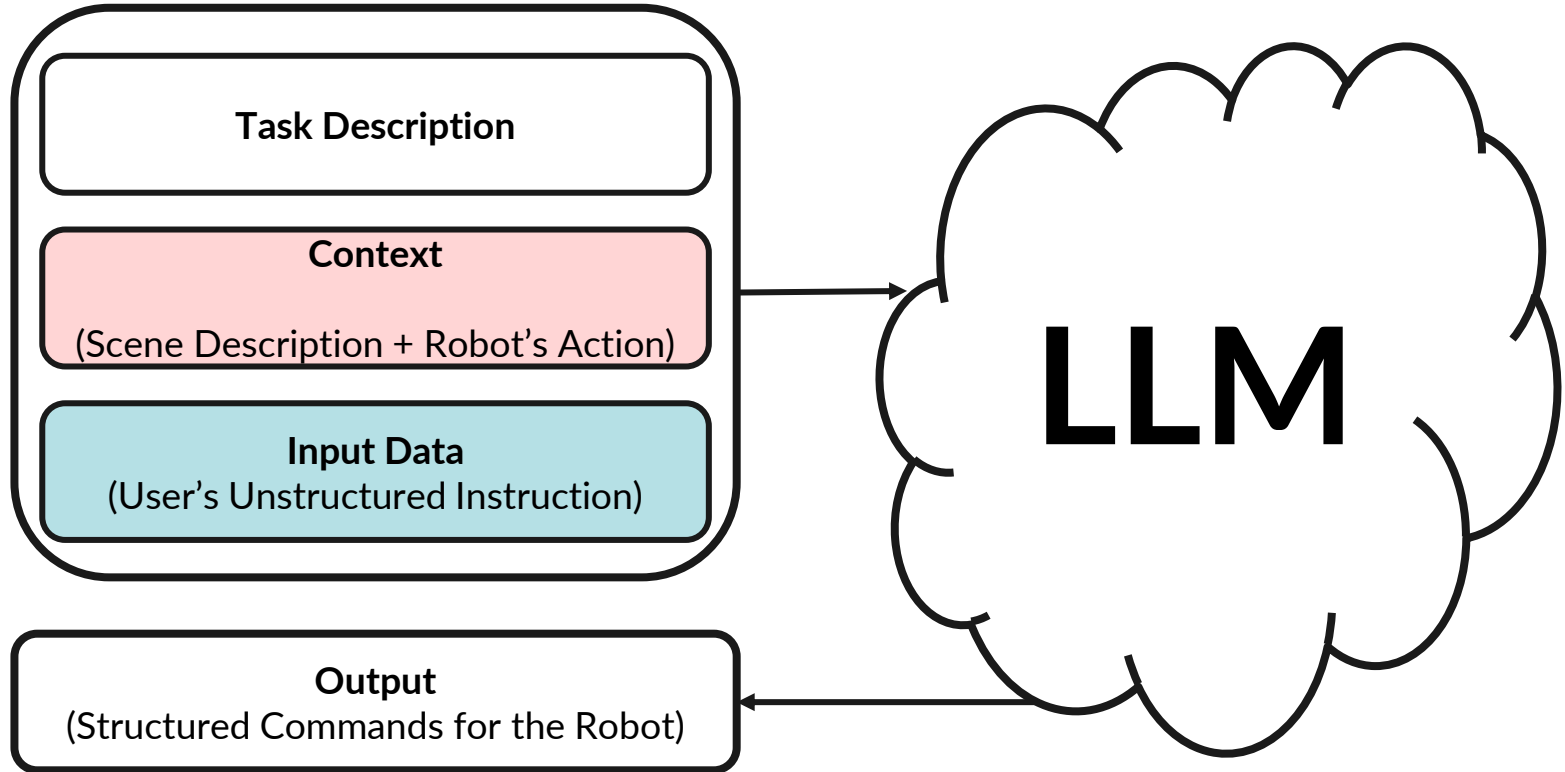 Task Description
Context
(Scene Description + Robot’s Action)
Input Data
(User’s Unstructured Instruction)
LLM
Output
(Structured Commands for the Robot)